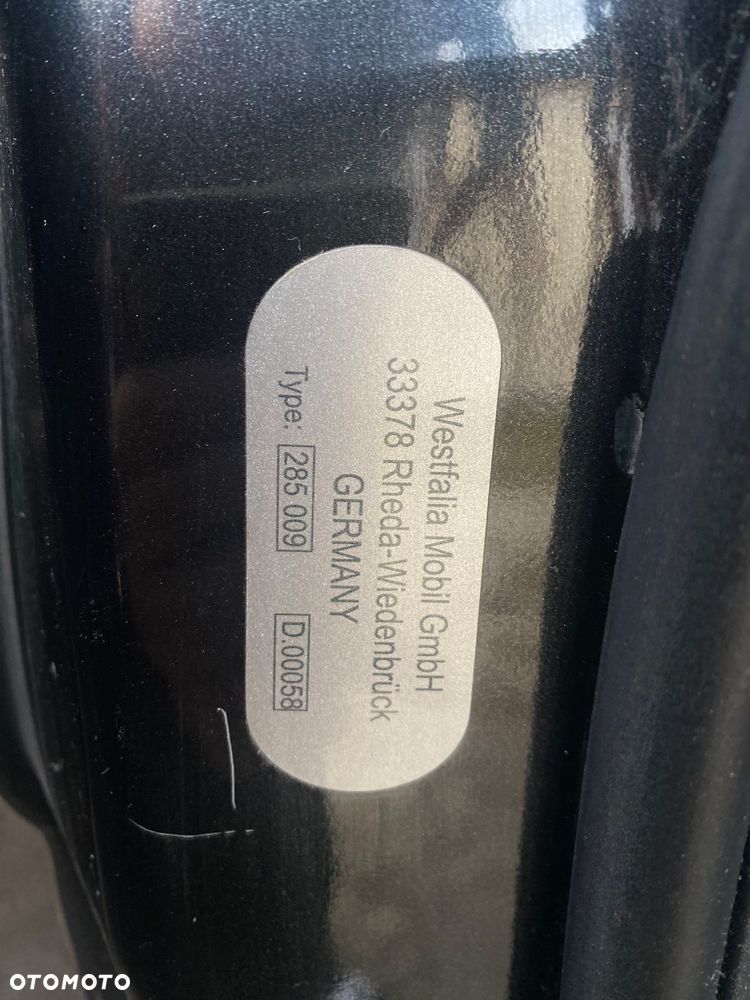 Westfalia Mobil GmbH
33378 Rheda-Wiedenbrück
GERMANY
Type: 285 009 D.00058
OTOMOTO